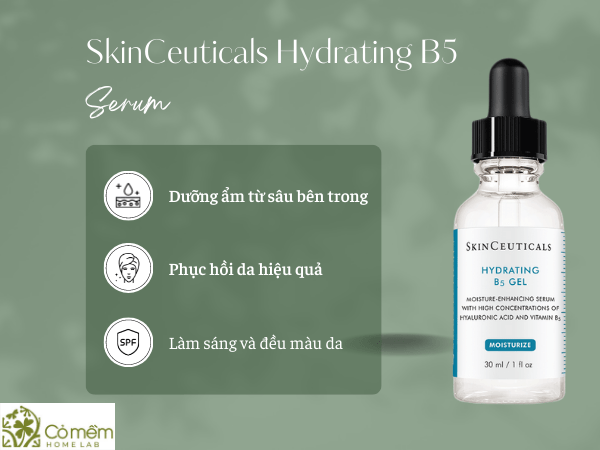 SkinCeuticals Hydrating B5
Serum
Dưỡng ẩm từ sâu bên trong
Phục hồi da hiệu quả
SPF
Làm sáng và đều màu da
SKINCEUTICALS
HYDRATING
B5 GEL
MOISTURE-ENHANCING SERUM
WITH HIGH CONCENTRATIONS OF
HYALURONIC ACID AND VITAMIN B5
MOISTURIZE
30 ml / 1 fl oz
Cỏ mềm
HOME LAB